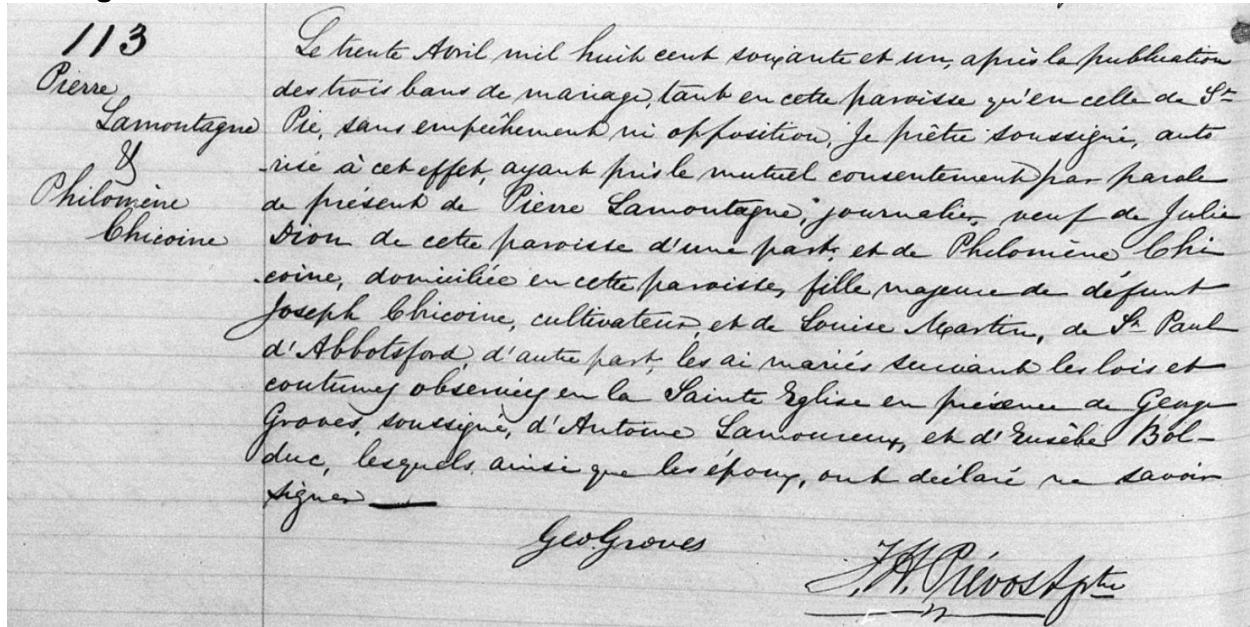 113
Pierre
Lamontagne
&
Philomène
Chicoine
Le trente Avril mil huit cent soixante et un, après la publication
des trois bans de mariage, tant en cette paroisse qu'en celle de St
Pie, sans empêchement ni opposition, Je prêtre soussigné, auto
-risé à cet effet, ayant pris le mutuel consentement par parole
de présent de Pierre Lamontagne, journalier, veuf de Julie
Dion de cette paroisse d'une part, et de Philomène Chi
-coine, domiciliée en cette paroisse, fille majeure de défunt
Joseph Chicoine, cultivateur, et de Louise Martin, de St Paul
d'Abbotsford, d'autre part, les ai mariés suivant les lois et
coutumes observées en la Sainte Eglise en présence de George
Groves, soussigné, d'Antoine Lamoureux, et d'Eusèbe Bol-
duc, lesquels, ainsi que les époux, ont déclaré ne savoir
signer —
Geo. Groves
J. H. Prévost ptre